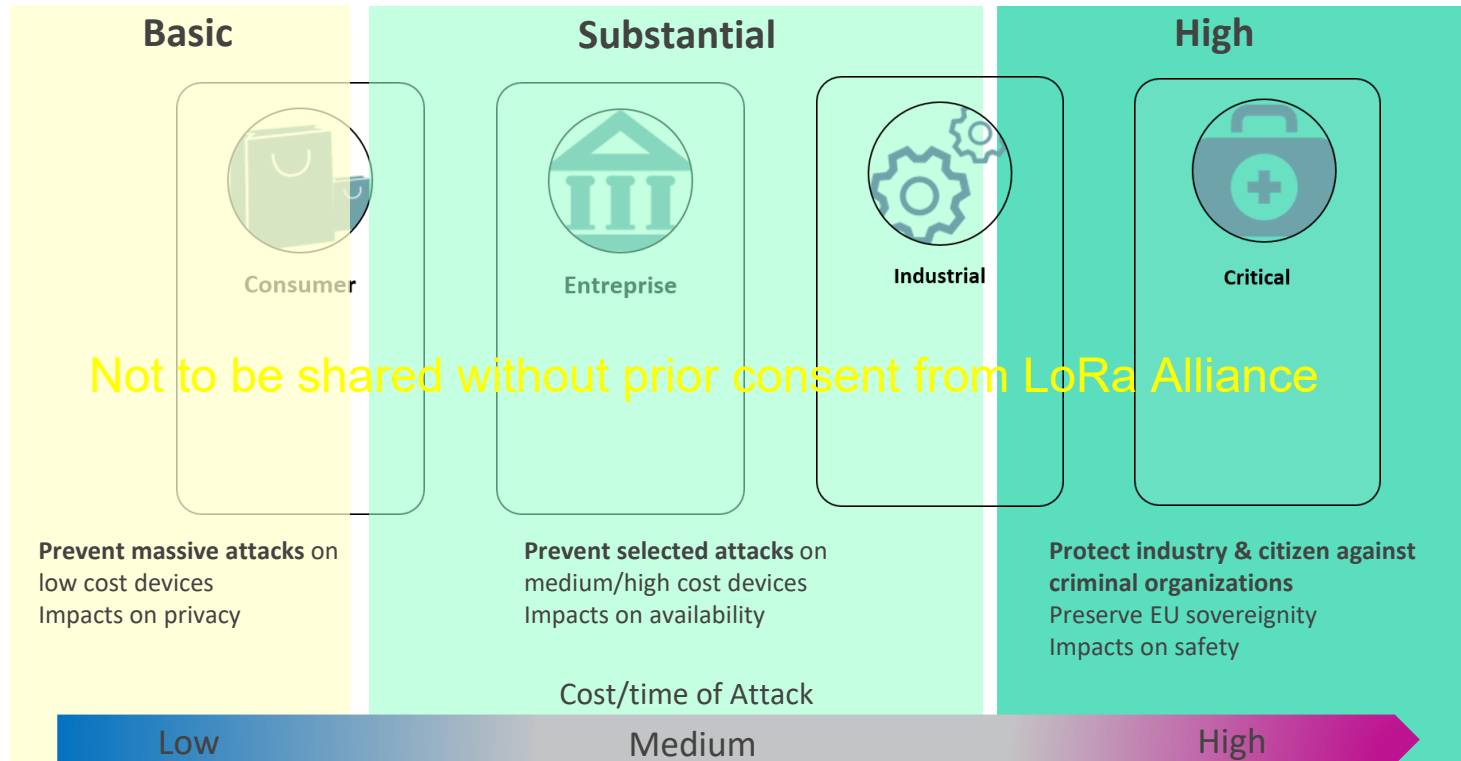 Basic
Substantial
High
Consumer
Entreprise
Industrial
Critical
Not to be shared without prior consent from LoRa Alliance
Prevent massive attacks on
low cost devices
Impacts on privacy
Prevent selected attacks on
medium/high cost devices
Impacts on availability
Protect industry & citizen against
criminal organizations
Preserve EU sovereignity
Impacts on safety
Cost/time of Attack
Low
Medium
High